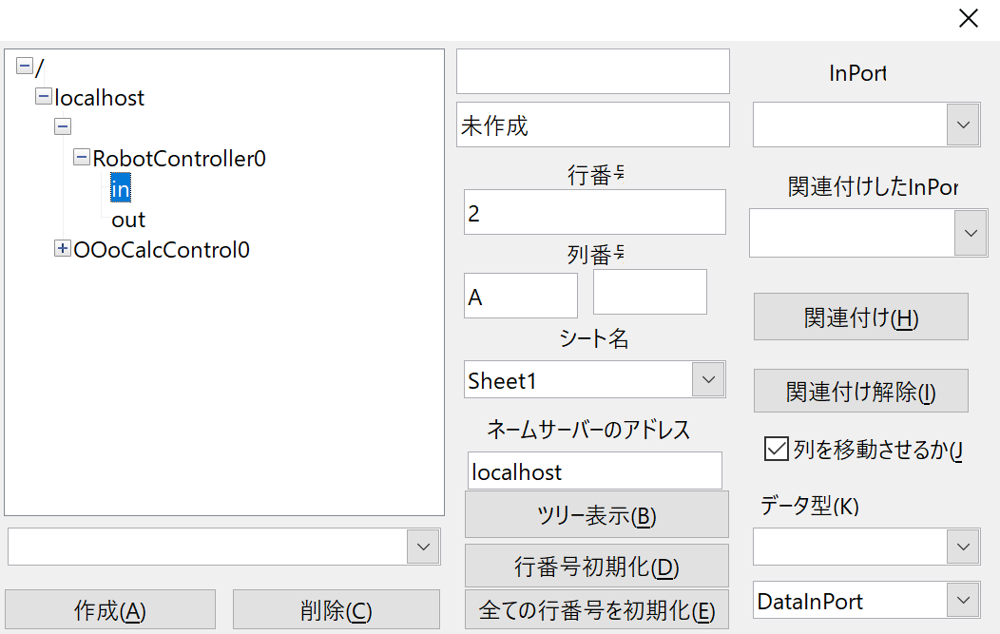 /
localhost
RobotController0
in
out
OOoCalcControl0
作成(A)
削除(C)
未作成
行番号
2
列番号
A
シート名
Sheet1
ネームサーバーのアドレス
localhost
ツリー表示(B)
行番号初期化(D)
全ての行番号を初期化(E)
InPort
関連付けしたInPor
関連付け(H)
関連付け解除(I)
列を移動させるか(J
データ型(K)
DataInPort